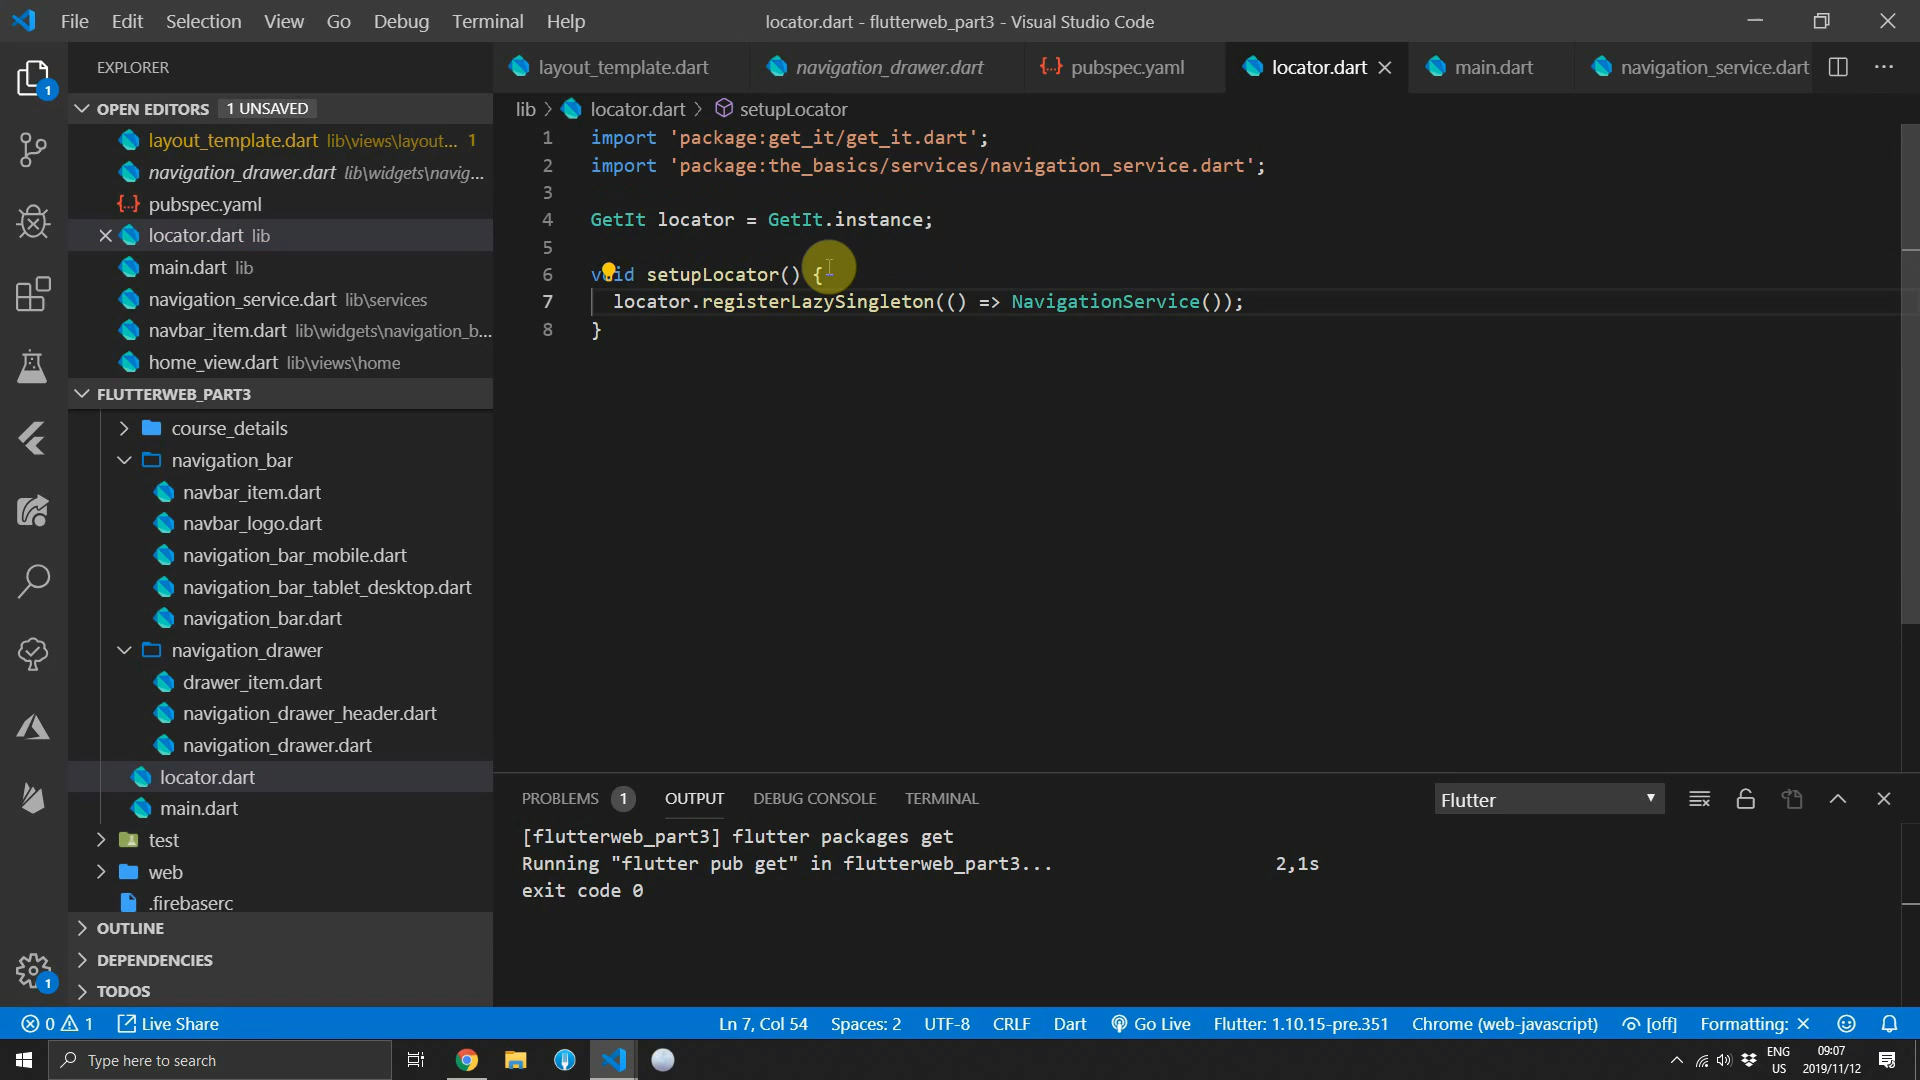 File Edit Selection View Go Debug Terminal Help
locator.dart - flutterweb_part3 - Visual Studio Code
EXPLORER
OPEN EDITORS 1 UNSAVED
layout_template.dart lib\views\layout... 1
navigation_drawer.dart lib\widgets\navig...
pubspec.yaml
locator.dart lib
main.dart lib
navigation_service.dart lib\services
navbar_item.dart lib\widgets\navigation_b...
home_view.dart lib\views\home
FLUTTERWEB_PART3
course_details
navigation_bar
navbar_item.dart
navbar_logo.dart
navigation_bar_mobile.dart
navigation_bar_tablet_desktop.dart
navigation_bar.dart
navigation_drawer
drawer_item.dart
navigation_drawer_header.dart
navigation_drawer.dart
locator.dart
main.dart
test
web
.firebaserc
OUTLINE
DEPENDENCIES
TODOS
1
1
layout_template.dart navigation_drawer.dart {..} pubspec.yaml locator.dart main.dart navigation_service.dart
lib > locator.dart > setupLocator
1 import 'package:get_it/get_it.dart';
2 import 'package:the_basics/services/navigation_service.dart';
3
4 GetIt locator = GetIt.instance;
5
6 void setupLocator() {
7 locator.registerLazySingleton(() => NavigationService());
8 }
PROBLEMS 1 OUTPUT DEBUG CONSOLE TERMINAL Flutter
[flutterweb_part3] flutter packages get
Running "flutter pub get" in flutterweb_part3... 2,1s
exit code 0
0 1 Live Share Ln 7, Col 54 Spaces: 2 UTF-8 CRLF Dart Go Live Flutter: 1.10.15-pre.351 Chrome (web-javascript) [off] Formatting: ×
Type here to search
ENG
US
09:07
2019/11/12